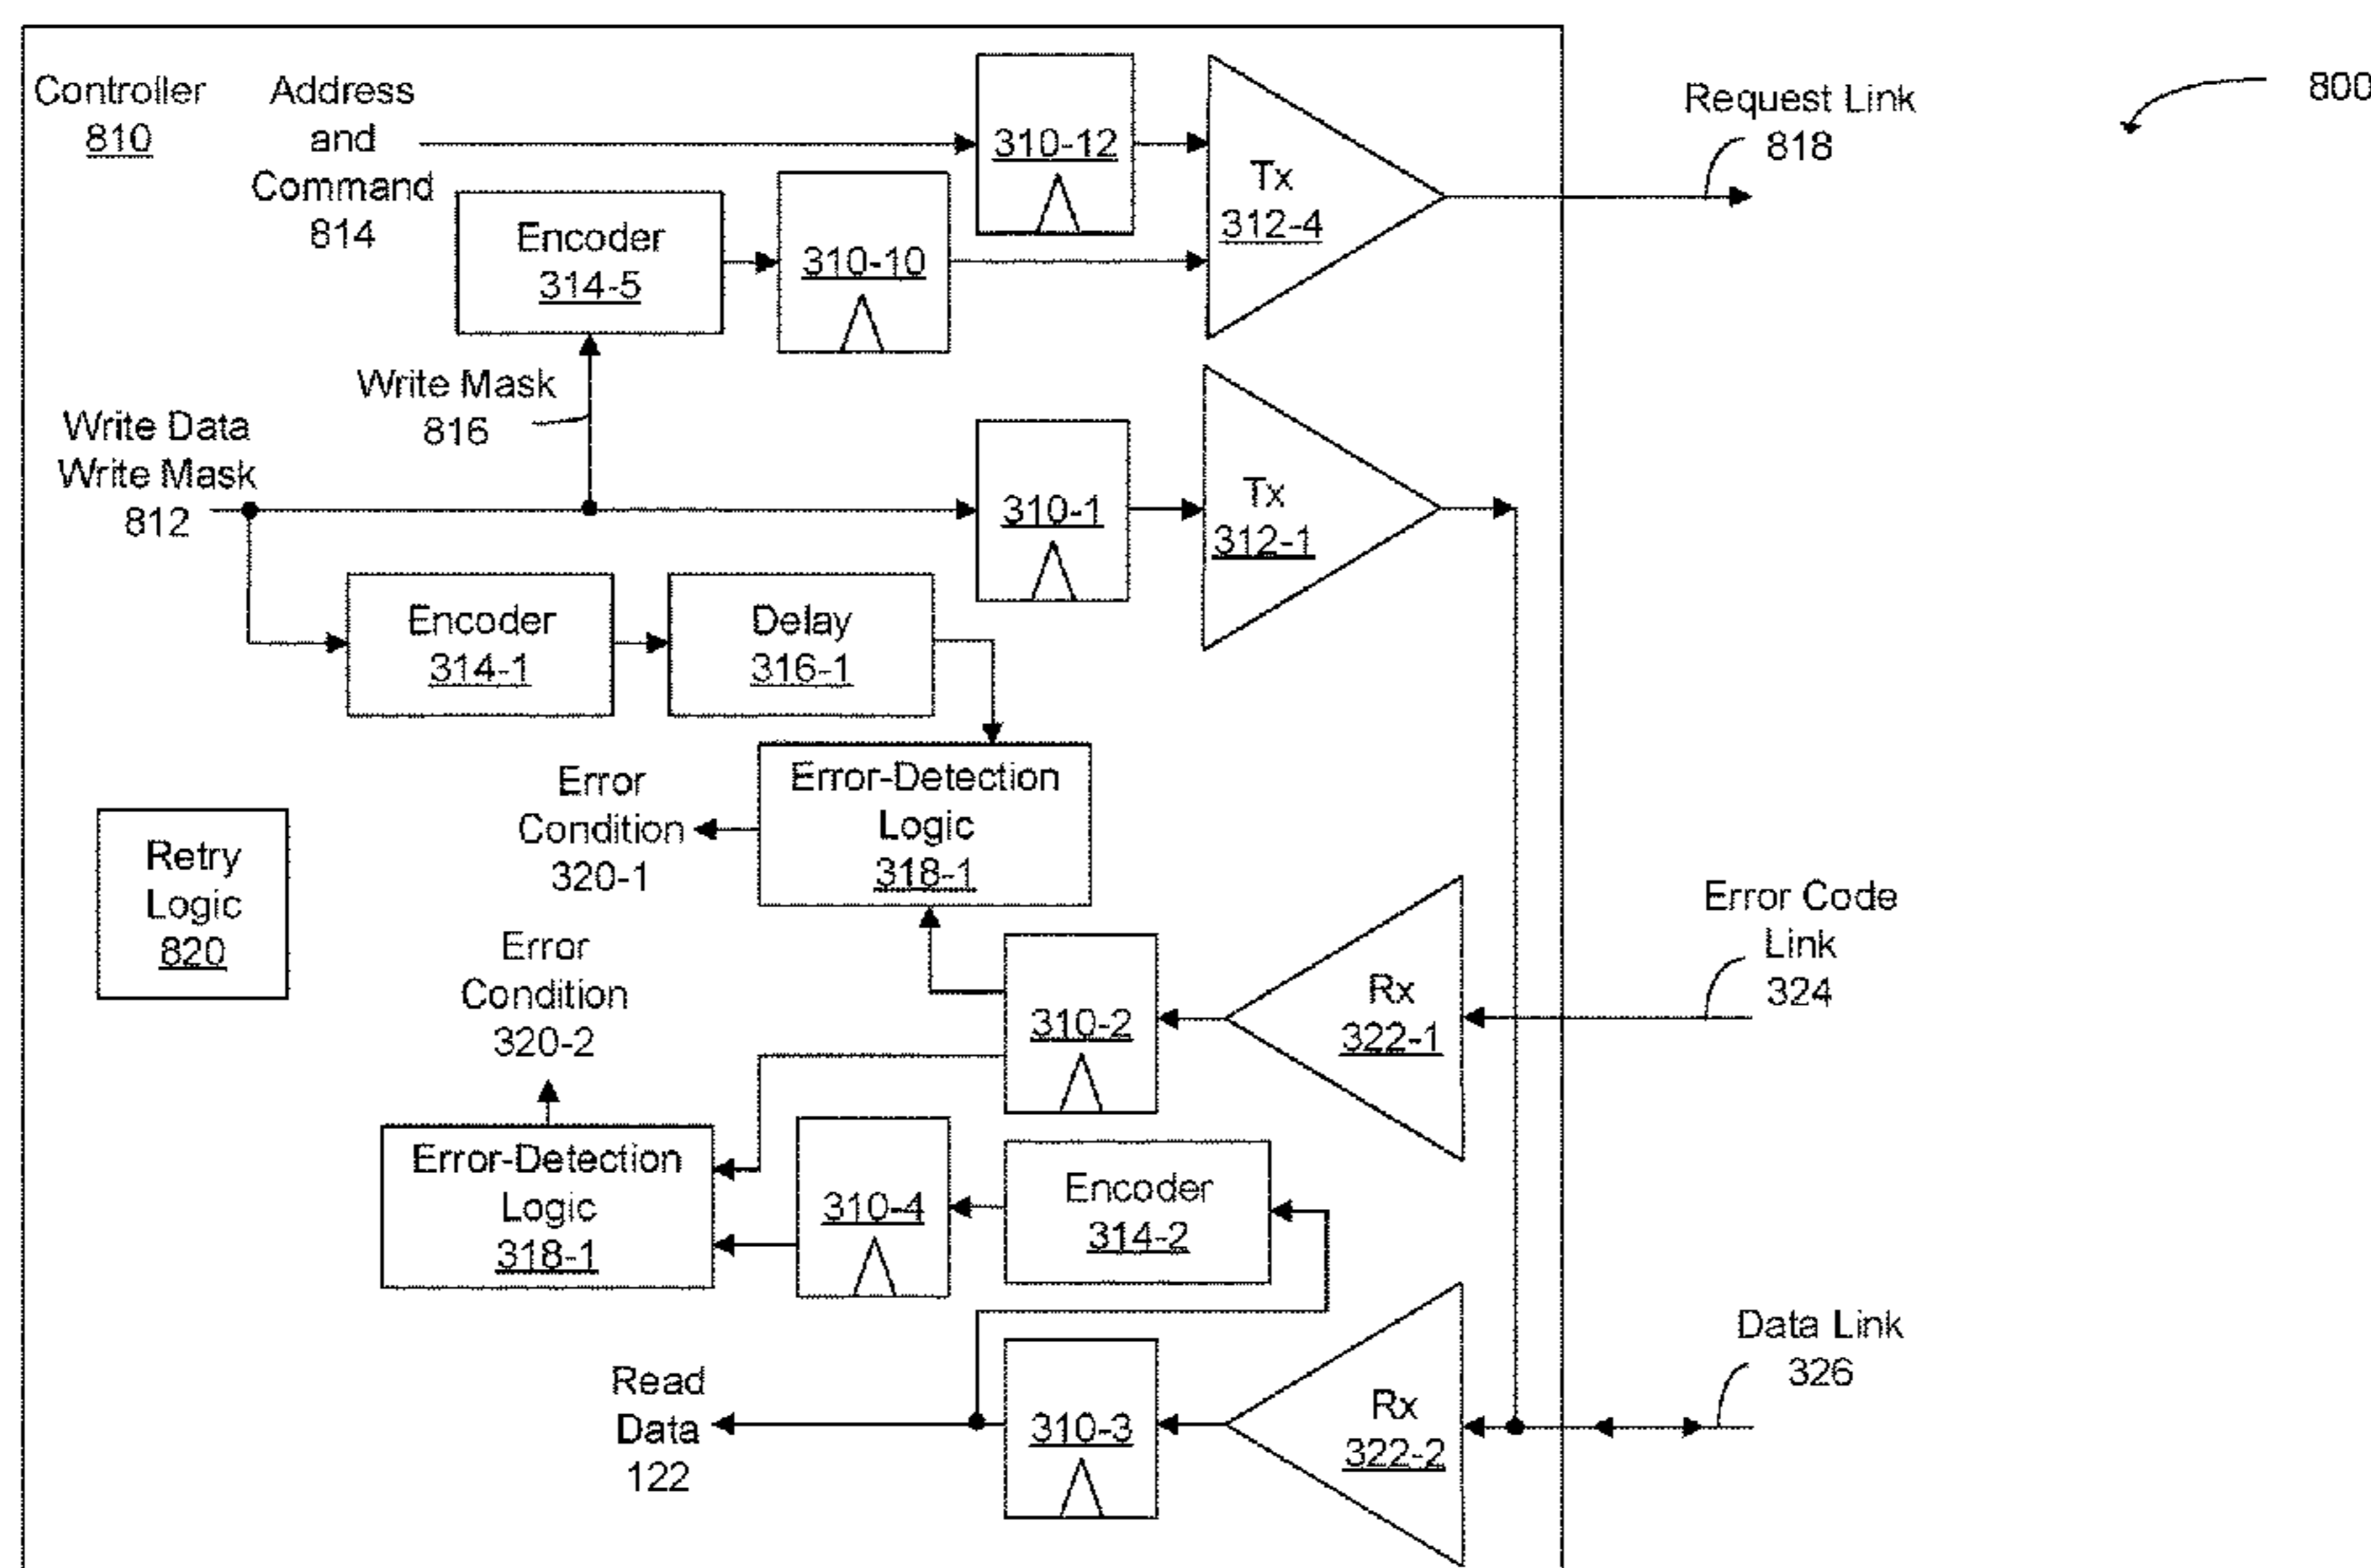 Controller
810
Address
and
Command
814
310-12
Tx
312-4
Request Link
818
800
Encoder
314-5
310-10
Write Mask
816
Write Data
Write Mask
812
310-1
Tx
312-1
Encoder
314-1
Delay
316-1
Error
Condition
320-1
Error-Detection
Logic
318-1
Retry
Logic
820
Error
Condition
320-2
310-2
Rx
322-1
Error Code
Link
324
Error-Detection
Logic
318-1
310-4
Encoder
314-2
Read
Data
122
310-3
Rx
322-2
Data Link
326